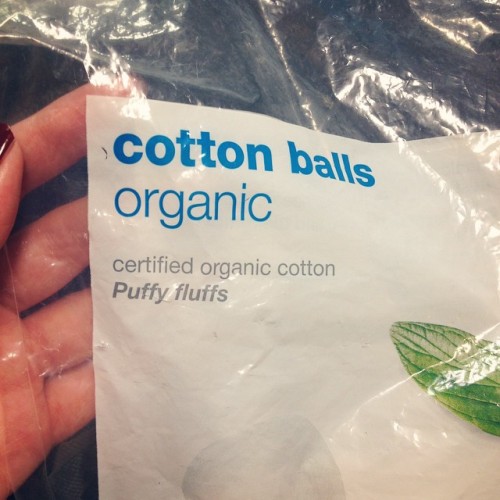 cotton balls
organic
certified organic cotton
Puffy fluffs